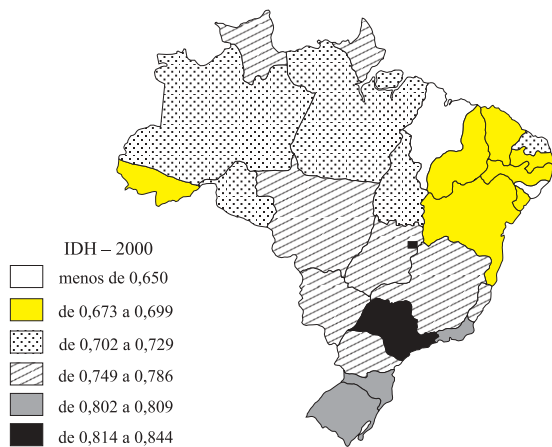 IDH – 2000
menos de 0,650
de 0,673 a 0,699
de 0,702 a 0,729
de 0,749 a 0,786
de 0,802 a 0,809
de 0,814 a 0,844